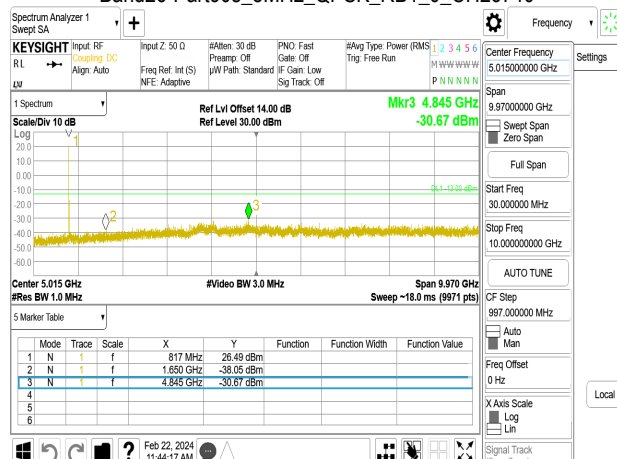 Spectrum Analyzer 1
Swept SA
+
Frequency
KEYSIGHT
Input: RF
Coupling: DC
Align: Auto
Input Z: 50 Ω
Freq Ref: Int (S)
NFE: Adaptive
#Atten: 30 dB
Preamp: Off
µW Path: Standard
PNO: Fast
Gate: Off
IF Gain: Low
Sig Track: Off
#Avg Type: Power (RMS
Trig: Free Run
1 2 3 4 5 6
M W W W W W
P N N N N N
R L
LXI
Center Frequency
5.015000000 GHz
Settings
Span
9.97000000 GHz
Swept Span
Zero Span
Full Span
Start Freq
30.000000 MHz
Stop Freq
10.000000000 GHz
AUTO TUNE
CF Step
997.000000 MHz
Auto
Man
Freq Offset
0 Hz
X Axis Scale
Log
Lin
Signal Track
Local
1 Spectrum
Scale/Div 10 dB
Ref Lvl Offset 14.00 dB
Ref Level 30.00 dBm
Mkr3 4.845 GHz
-30.67 dBm
Log
20.0
10.0
0.00
-10.0
-20.0
-30.0
-40.0
-50.0
-60.0
1
2
3
DL1 -13.00 dBm
Center 5.015 GHz
#Res BW 1.0 MHz
#Video BW 3.0 MHz
Span 9.970 GHz
Sweep ~18.0 ms (9971 pts)
5 Marker Table
Mode Trace Scale X Y Function Function Width Function Value
1 N 1 f 817 MHz 26.49 dBm
2 N 1 f 1.650 GHz -38.05 dBm
3 N 1 f 4.845 GHz -30.67 dBm
4
5
6
?
Feb 22, 2024
11:44:17 AM